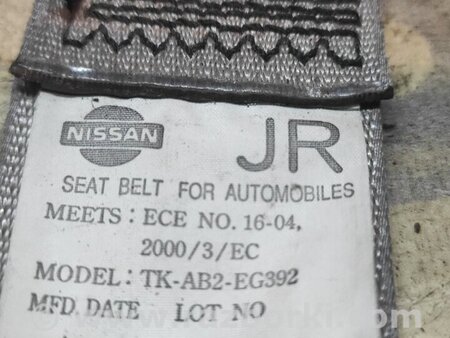 NISSAN
JR
SEAT BELT FOR AUTOMOBILES
MEETS : ECE NO. 16-04,
2000/3/EC
MODEL: TK-AB2-EG392
MFD. DATE LOT NO